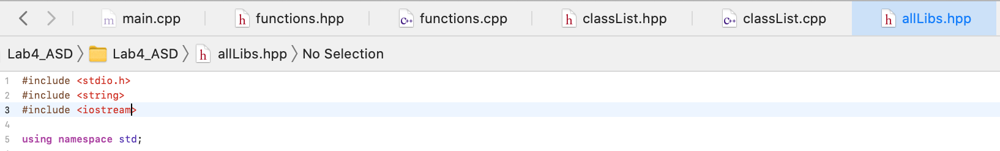 main.cpp functions.hpp functions.cpp classList.hpp classList.cpp allLibs.hpp
Lab4_ASD Lab4_ASD allLibs.hpp No Selection
1 #include <stdio.h>
2 #include <string>
3 #include <iostream>
4
5 using namespace std;